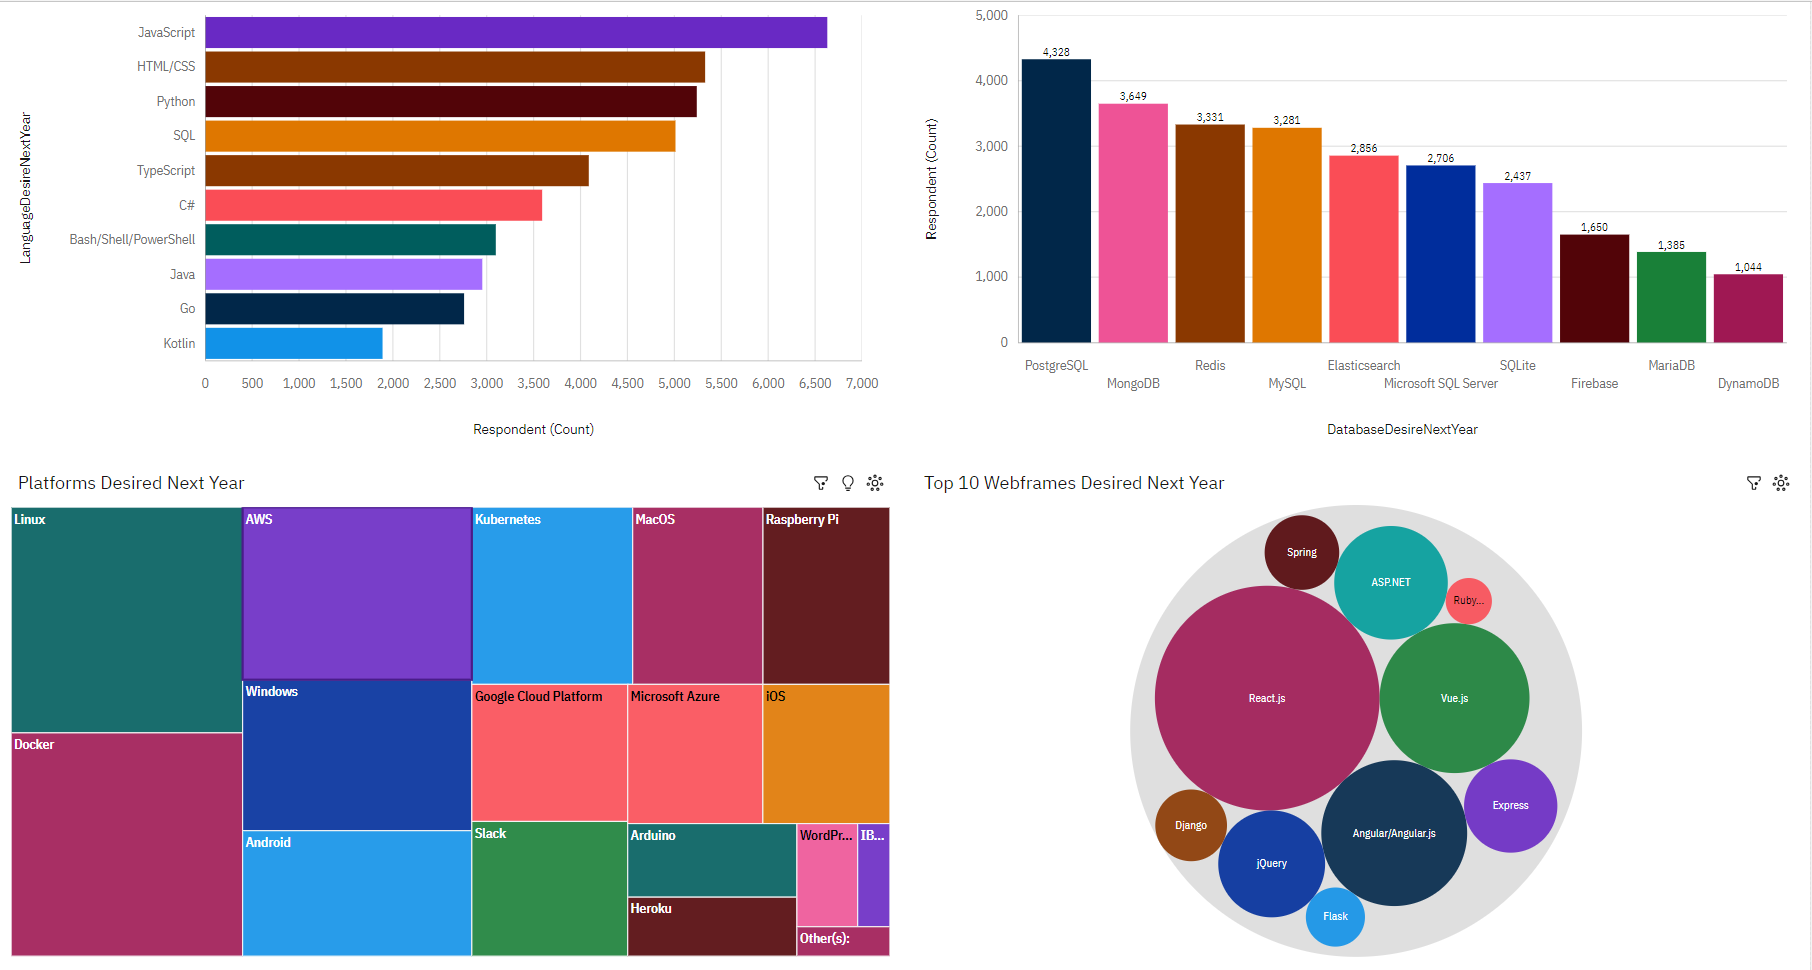 LanguageDesireNextYear
JavaScript
HTML/CSS
Python
SQL
TypeScript
C#
Bash/Shell/PowerShell
Java
Go
Kotlin
0 500 1,000 1,500 2,000 2,500 3,000 3,500 4,000 4,500 5,000 5,500 6,000 6,500 7,000
Respondent (Count)
Respondent (Count)
5,000
4,000
3,000
2,000
1,000
0
4,328
3,649
3,331
3,281
2,856
2,706
2,437
1,650
1,385
1,044
PostgreSQL
MongoDB
Redis
MySQL
Elasticsearch
Microsoft SQL Server
SQLite
Firebase
MariaDB
DynamoDB
DatabaseDesireNextYear
Platforms Desired Next Year
Linux
AWS
Kubernetes
MacOS
Raspberry Pi
Windows
Google Cloud Platform
Microsoft Azure
iOS
Docker
Android
Slack
Arduino
WordPr...
IB...
Heroku
Other(s):
Top 10 Webframes Desired Next Year
Spring
ASP.NET
Ruby...
React.js
Vue.js
Express
Django
Angular/Angular.js
jQuery
Flask